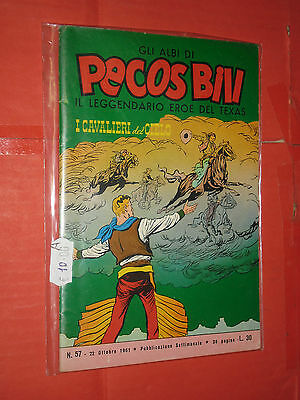 GLI ALBI DI
PECOS BILL
IL LEGGENDARIO EROE DEL TEXAS
I CAVALIERI del CIELO
N. 57 - 22 Ottobre 1961 • Pubblicazione Settimanale • 36 pagine L. 30